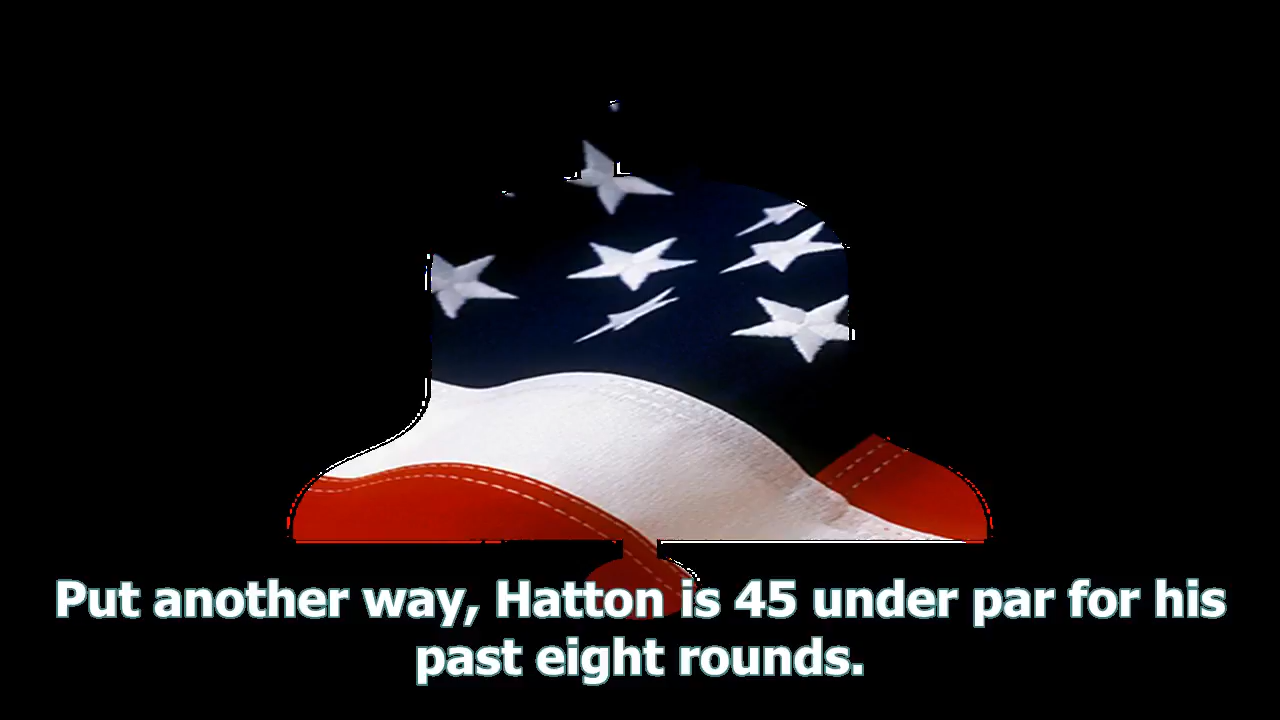 Put another way, Hatton is 45 under par for his
past eight rounds.